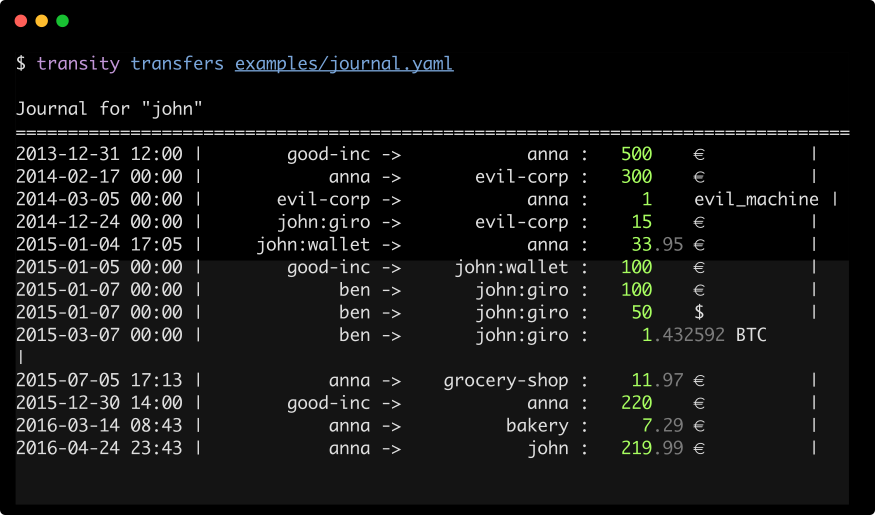 $ transity transfers examples/journal.yaml
Journal for "john"
================================================================================
2013-12-31 12:00 |        good-inc ->            anna :   500    €          |
2014-02-17 00:00 |            anna ->       evil-corp :   300    €          |
2014-03-05 00:00 |       evil-corp ->            anna :     1    evil_machine |
2014-12-24 00:00 |       john:giro ->       evil-corp :    15    €          |
2015-01-04 17:05 |     john:wallet ->            anna :    33.95 €          |
2015-01-05 00:00 |        good-inc ->     john:wallet :   100    €          |
2015-01-07 00:00 |             ben ->       john:giro :   100    €          |
2015-01-07 00:00 |             ben ->       john:giro :    50    $          |
2015-03-07 00:00 |             ben ->       john:giro :     1.432592 BTC
|
2015-07-05 17:13 |            anna ->    grocery-shop :    11.97 €          |
2015-12-30 14:00 |        good-inc ->            anna :   220    €          |
2016-03-14 08:43 |            anna ->          bakery :     7.29 €          |
2016-04-24 23:43 |            anna ->            john :   219.99 €          |